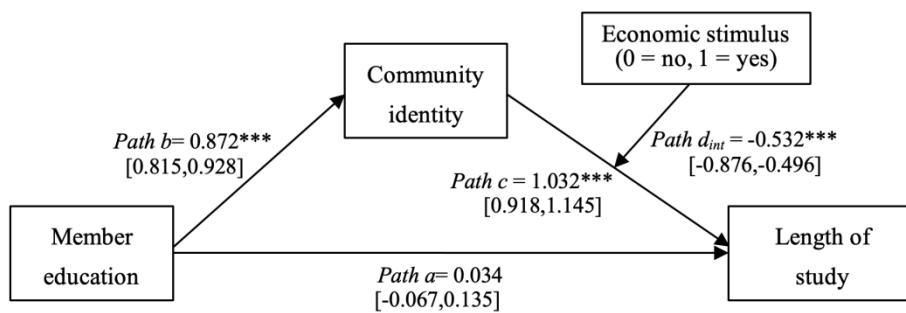 Economic stimulus
(0 = no, 1 = yes)
Community
identity
Path b= 0.872***
[0.815,0.928]
Path d_int = -0.532***
[-0.876,-0.496]
Path c = 1.032***
[0.918,1.145]
Member
education
Length of
study
Path a= 0.034
[-0.067,0.135]